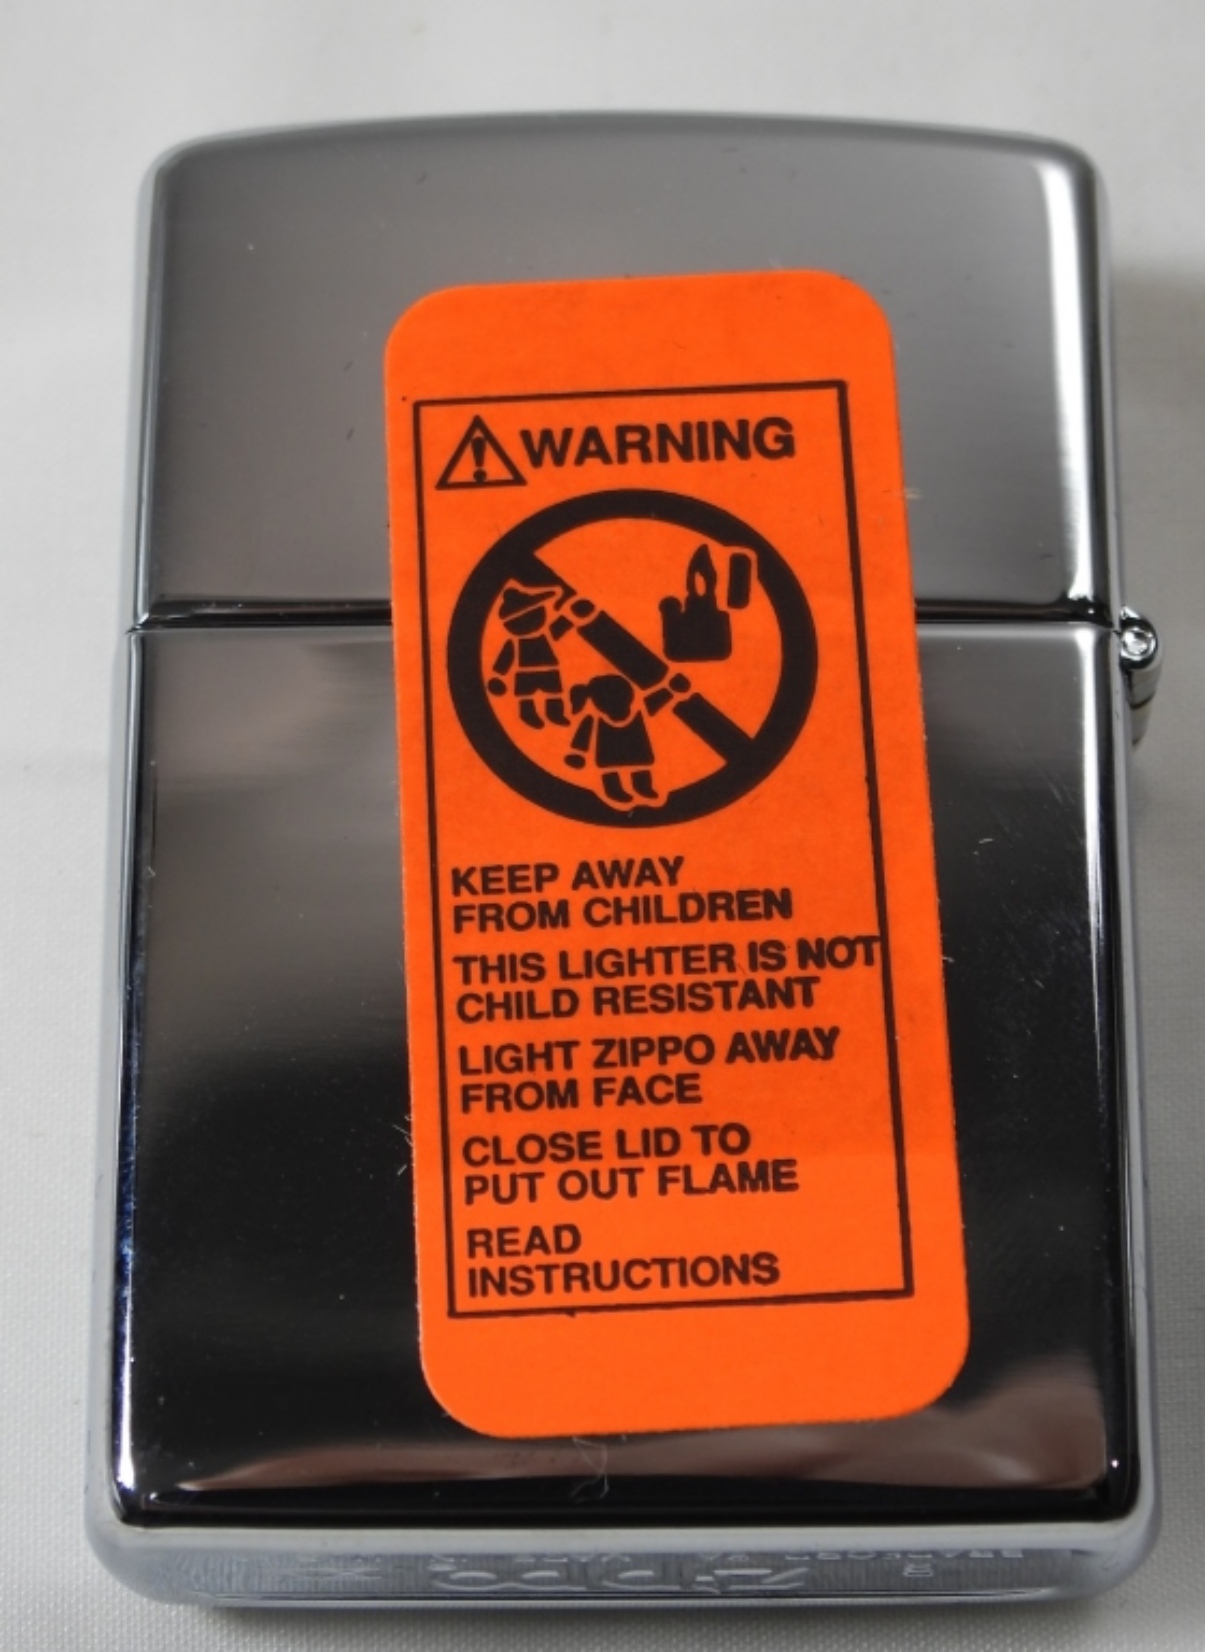 WARNING
KEEP AWAY
FROM CHILDREN
THIS LIGHTER IS NOT
CHILD RESISTANT
LIGHT ZIPPO AWAY
FROM FACE
CLOSE LID TO
PUT OUT FLAME
READ
INSTRUCTIONS
ZIPPO